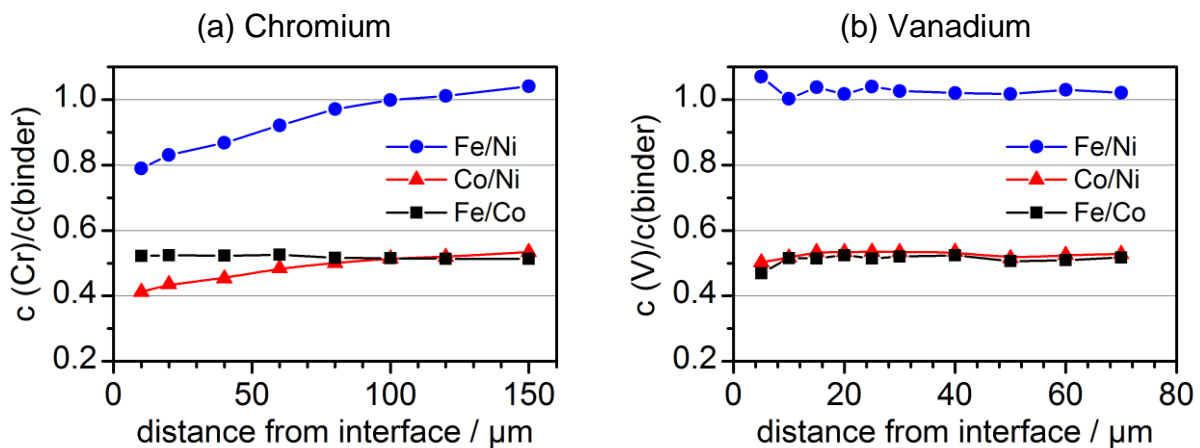 (a) Chromium
c (Cr)/c(binder)
1.0
0.8
0.6
0.4
0.2
Fe/Ni
Co/Ni
Fe/Co
0 50 100 150
distance from interface / µm
(b) Vanadium
c (V)/c(binder)
1.0
0.8
0.6
0.4
0.2
Fe/Ni
Co/Ni
Fe/Co
0 20 40 60 80
distance from interface / µm